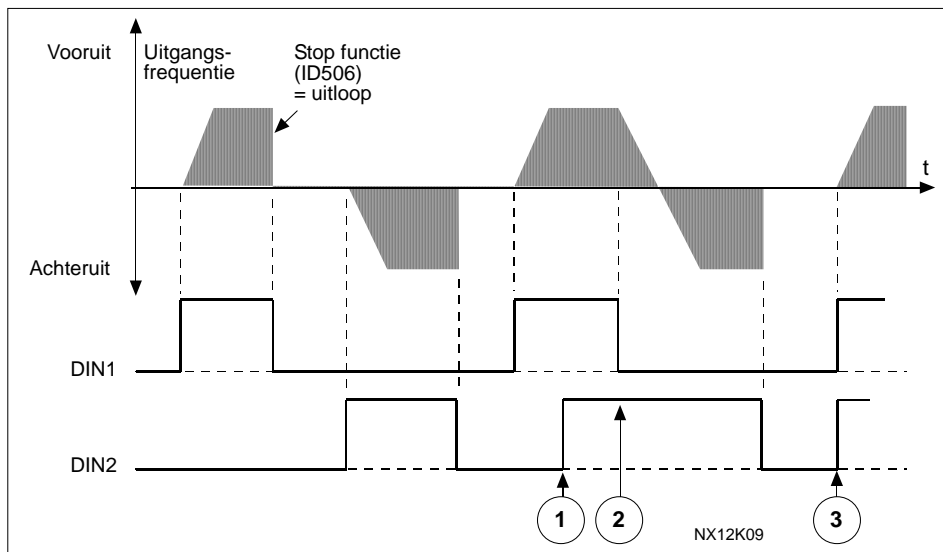 Vooruit
Uitgangs-
frequentie
Stop functie
(ID506)
= uitloop
t
Achteruit
DIN1
DIN2
1
2
3
NX12K09